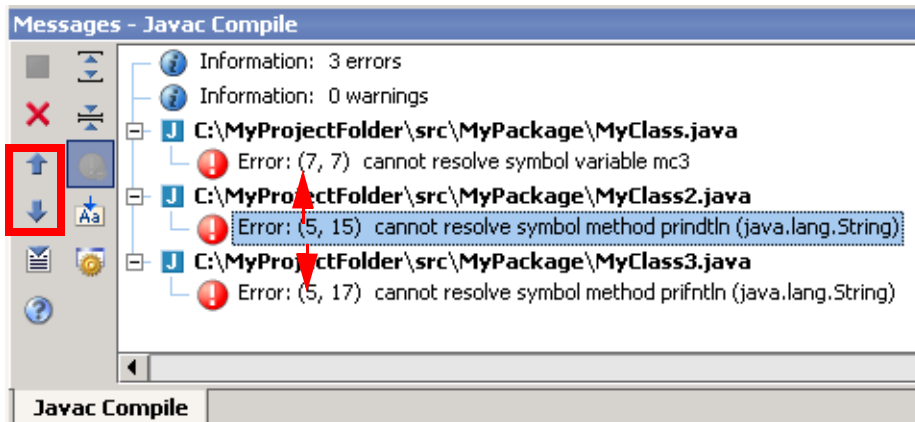 Messages - Javac Compile
Information: 3 errors
Information: 0 warnings
C:\MyProjectFolder\src\MyPackage\MyClass.java
Error: (7, 7) cannot resolve symbol variable mc3
C:\MyProjectFolder\src\MyPackage\MyClass2.java
Error: (5, 15) cannot resolve symbol method prindtln (java.lang.String)
C:\MyProjectFolder\src\MyPackage\MyClass3.java
Error: (5, 17) cannot resolve symbol method prifntln (java.lang.String)
Javac Compile